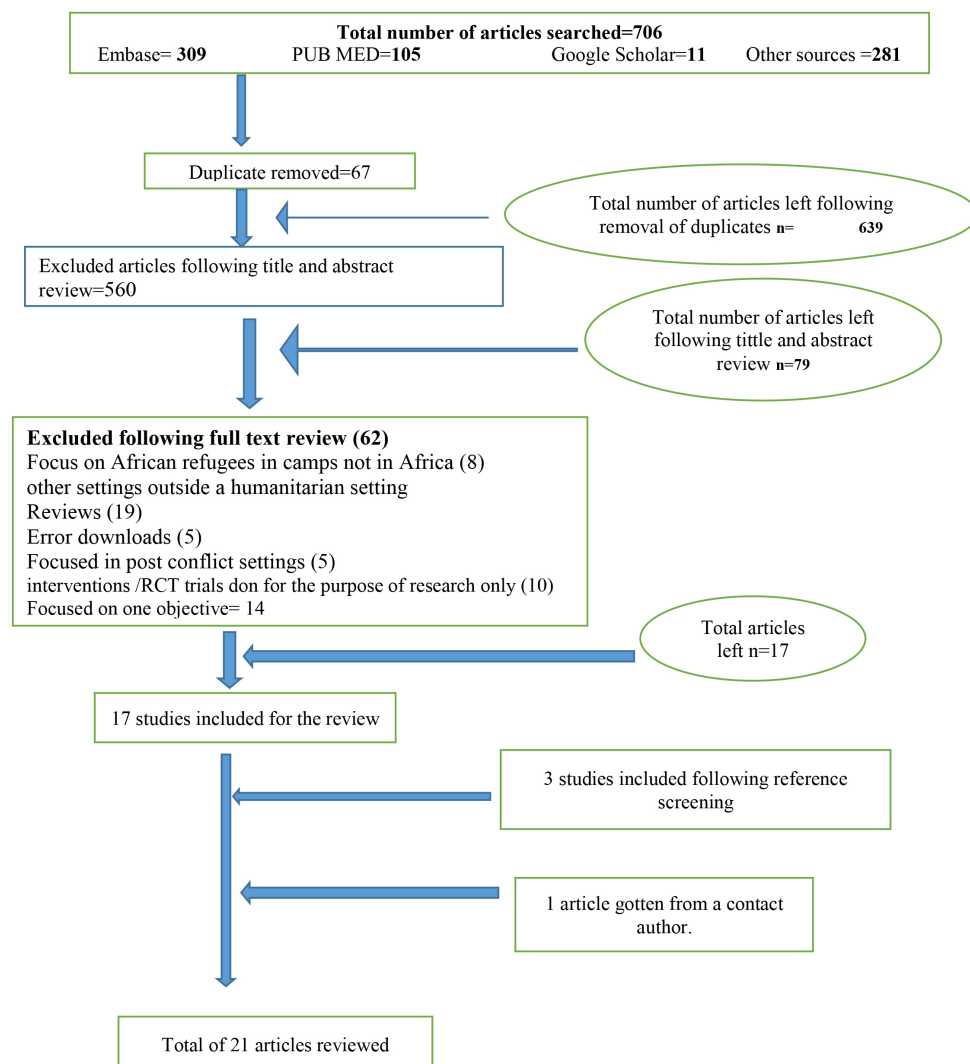 Total number of articles searched=706
Embase= 309 PUB MED=105 Google Scholar=11 Other sources =281
Duplicate removed=67
Total number of articles left following
removal of duplicates n= 639
Excluded articles following title and abstract
review=560
Total number of articles left
following tittle and abstract
review n=79
Excluded following full text review (62)
Focus on African refugees in camps not in Africa (8)
other settings outside a humanitarian setting
Reviews (19)
Error downloads (5)
Focused in post conflict settings (5)
interventions /RCT trials don for the purpose of research only (10)
Focused on one objective= 14
Total articles
left n=17
17 studies included for the review
3 studies included following reference
screening
1 article gotten from a contact
author.
Total of 21 articles reviewed